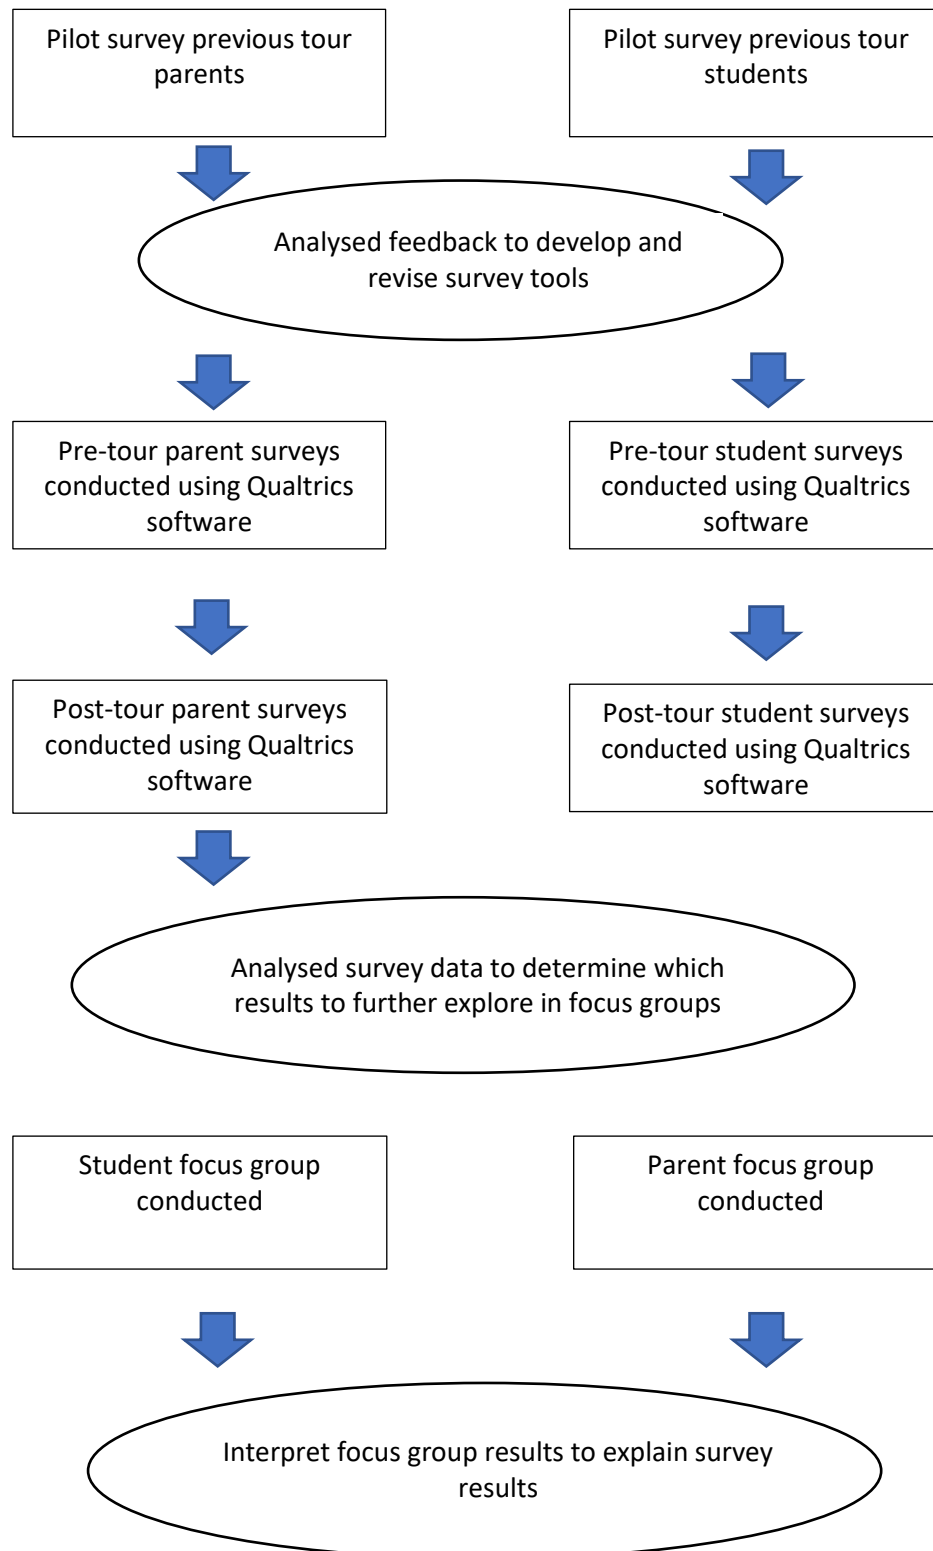 Pilot survey previous tour
parents
Pilot survey previous tour
students
Analysed feedback to develop and
revise survey tools
Pre-tour parent surveys
conducted using Qualtrics
software
Pre-tour student surveys
conducted using Qualtrics
software
Post-tour parent surveys
conducted using Qualtrics
software
Post-tour student surveys
conducted using Qualtrics
software
Analysed survey data to determine which
results to further explore in focus groups
Student focus group
conducted
Parent focus group
conducted
Interpret focus group results to explain survey
results